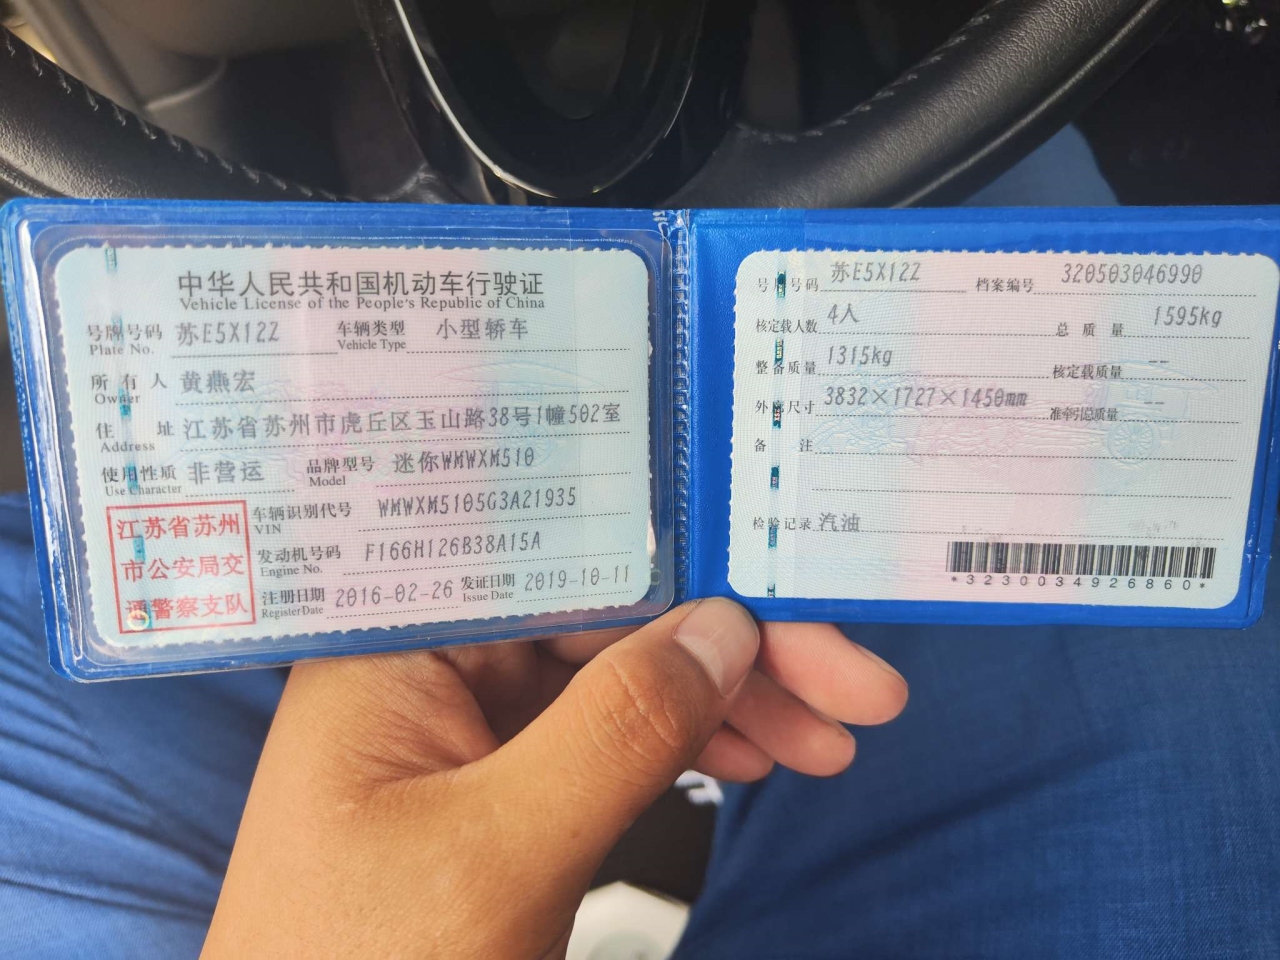 中华人民共和国机动车行驶证
Vehicle License of the People's Republic of China
号牌号码 苏E5X12Z 车辆类型 小型轿车
Plate No. Vehicle Type
所有人 黄燕宏
Owner
住址 江苏省苏州市虎丘区玉山路38号1幢502室
Address
使用性质 非营运 品牌型号 迷你WMWXM510
Use Character Model
江苏省苏州
市公安局交
通警察支队
车辆识别代号 WMWXM5105G3A21935
VIN
发动机号码 F166H126B38A15A
Engine No.
注册日期 2016-02-26 发证日期 2019-10-11
Register Date Issue Date
号牌号码 苏E5X12Z 档案编号 320503046990
核定载人数 4人 总质量 1595kg
整备质量 1315kg 核定载质量 --
外廓尺寸 3832×1727×1450mm 准牵引总质量 --
备注
检验记录 汽油
*3230034926860*